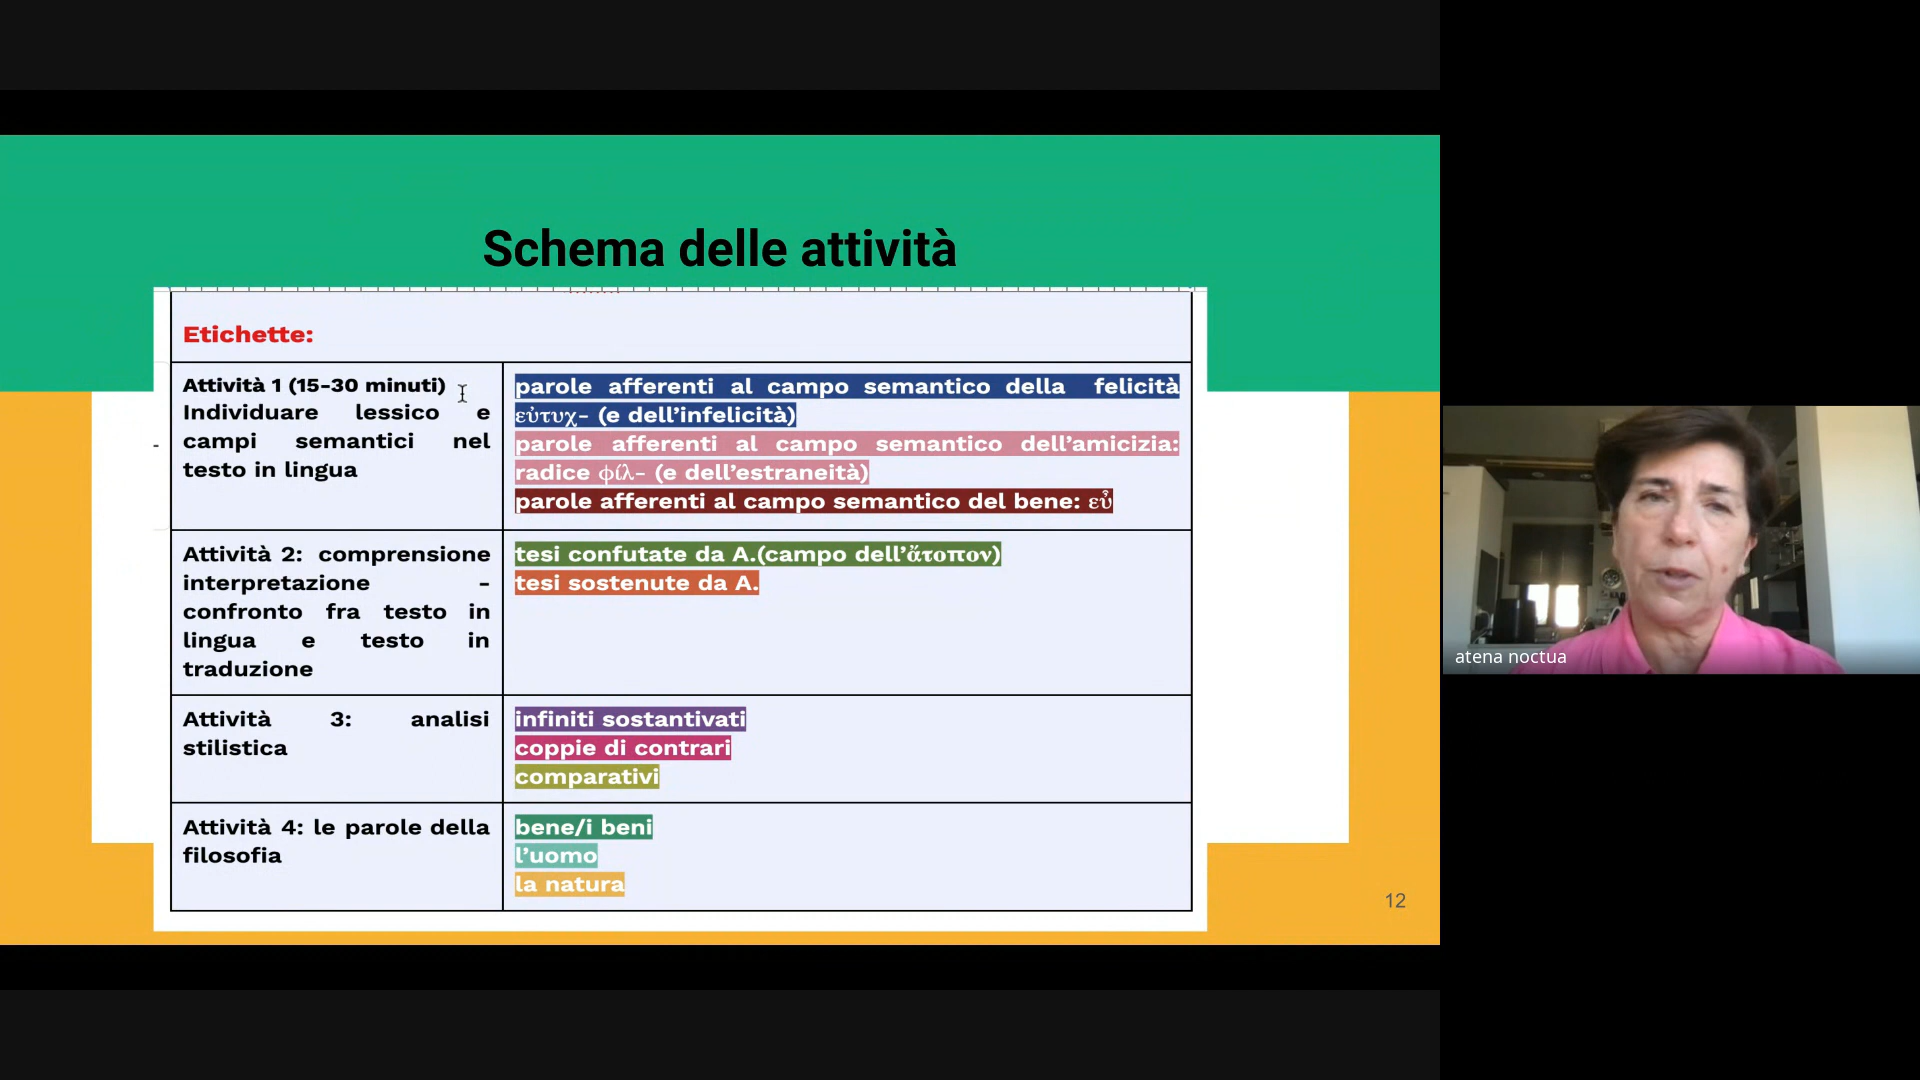 Schema delle attività
Etichette:
Attività 1 (15-30 minuti)
Individuare lessico e
campi semantici nel
testo in lingua
parole afferenti al campo semantico della felicità
εὐτυχ- (e dell’infelicità)
parole afferenti al campo semantico dell’amicizia:
radice φίλ- (e dell’estraneità)
parole afferenti al campo semantico del bene: εὖ
Attività 2: comprensione
interpretazione -
confronto fra testo in
lingua e testo in
traduzione
tesi confutate da A.(campo dell’ἄτοπον)
tesi sostenute da A.
Attività 3: analisi
stilistica
infiniti sostantivati
coppie di contrari
comparativi
Attività 4: le parole della
filosofia
bene/i beni
l’uomo
la natura
12
atena noctua